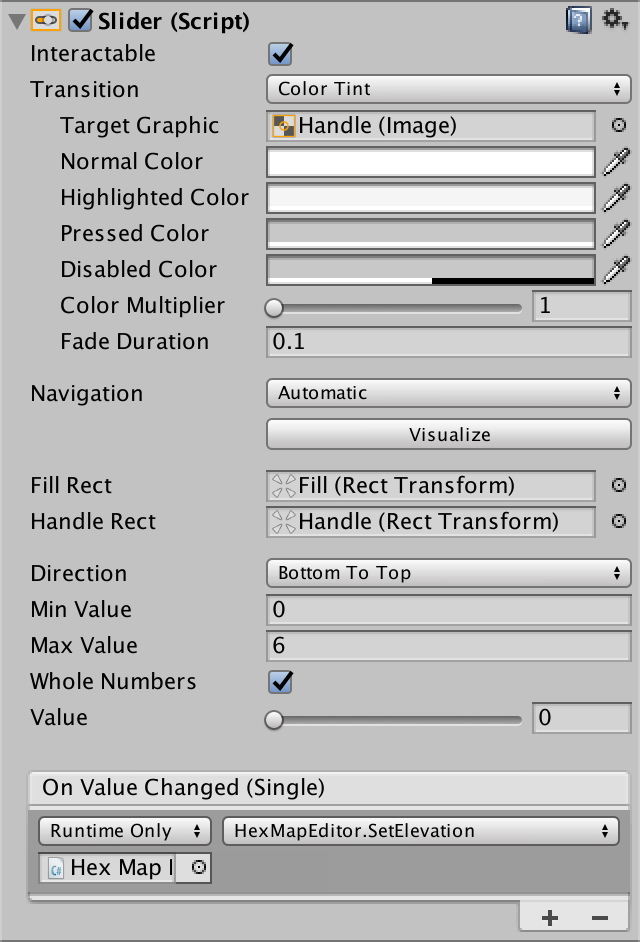 Slider (Script)
Interactable
Transition Color Tint
Target Graphic Handle (Image)
Normal Color
Highlighted Color
Pressed Color
Disabled Color
Color Multiplier 1
Fade Duration 0.1
Navigation Automatic
Visualize
Fill Rect Fill (Rect Transform)
Handle Rect Handle (Rect Transform)
Direction Bottom To Top
Min Value 0
Max Value 6
Whole Numbers
Value 0
On Value Changed (Single)
Runtime Only HexMapEditor.SetElevation
Hex Map